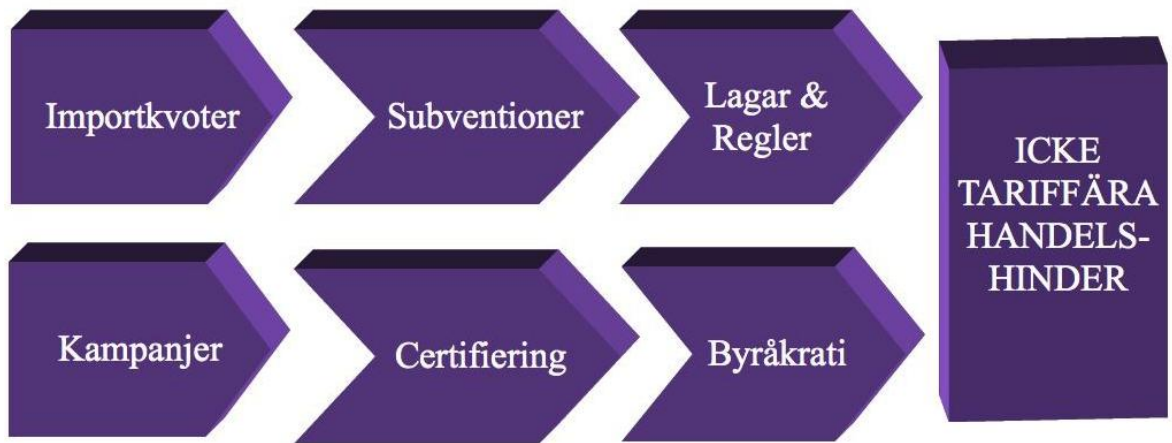 Importkvoter
Subventioner
Lagar &
Regler
Kampanjer
Certifiering
Byråkrati
ICKE
TARIFFÄRA
HANDELS-
HINDER